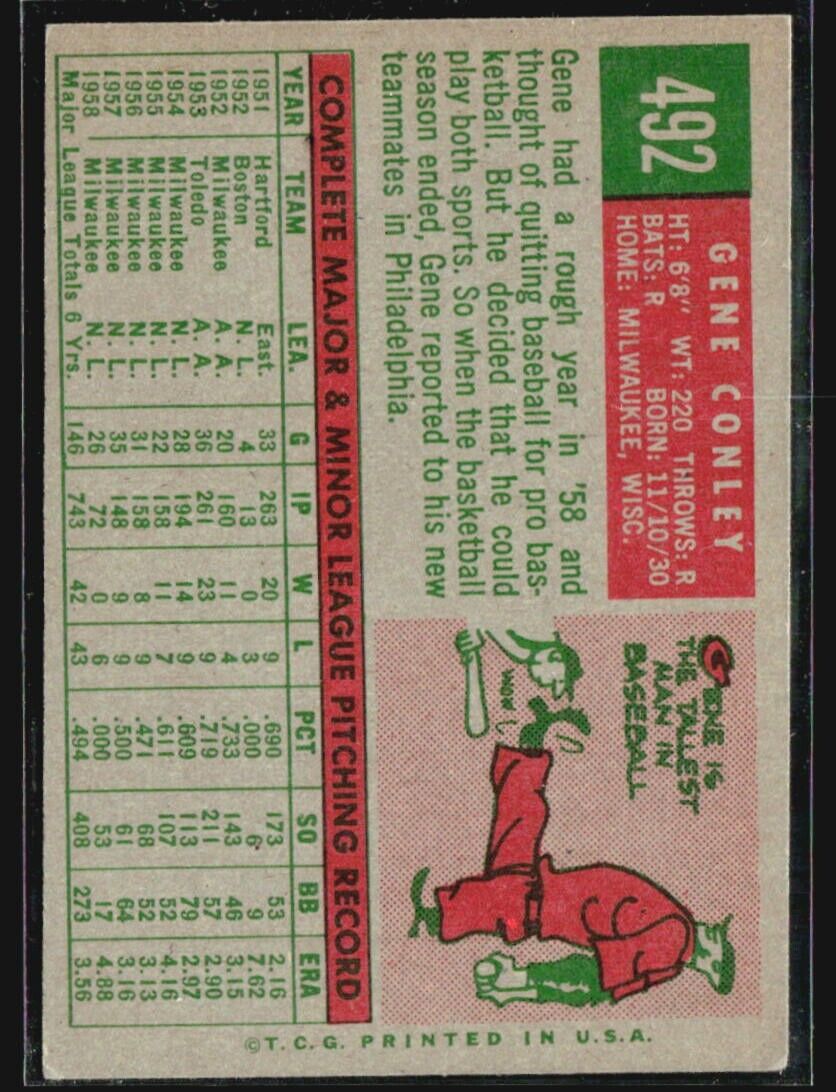 492
GENE CONLEY
HT: 6'8" WT: 220 THROWS: R
BATS: R BORN: 11/10/30
HOME: MILWAUKEE, WISC.
Gene had a rough year in '58 and
thought of quitting baseball for pro bas-
ketball. But he decided that he could
play both sports. So when the basketball
season ended, Gene reported to his new
teammates in Philadelphia.
GENE IS
THE TALLEST
MAN IN
BASEBALL
WOW!
COMPLETE MAJOR & MINOR LEAGUE PITCHING RECORD
YEAR TEAM LEA. G IP W L PCT SO BB ERA
1951 Hartford East. 33 263 20 9 .690 173 53 2.16
1952 Boston N. L. 4 13 0 3 .000 6 9 7.62
1952 Milwaukee A. A. 20 160 11 4 .733 143 46 3.15
1953 Toledo A. A. 36 261 23 9 .719 211 57 2.90
1954 Milwaukee N. L. 28 194 14 9 .609 113 79 2.97
1955 Milwaukee N. L. 22 158 11 7 .611 107 52 4.16
1956 Milwaukee N. L. 31 158 8 9 .471 68 52 3.13
1957 Milwaukee N. L. 35 148 9 9 .500 61 64 3.16
1958 Milwaukee N. L. 26 72 0 6 .000 53 17 4.88
Major League Totals 6 Yrs. 146 743 42 43 .494 408 273 3.56
©T.C.G. PRINTED IN U.S.A.